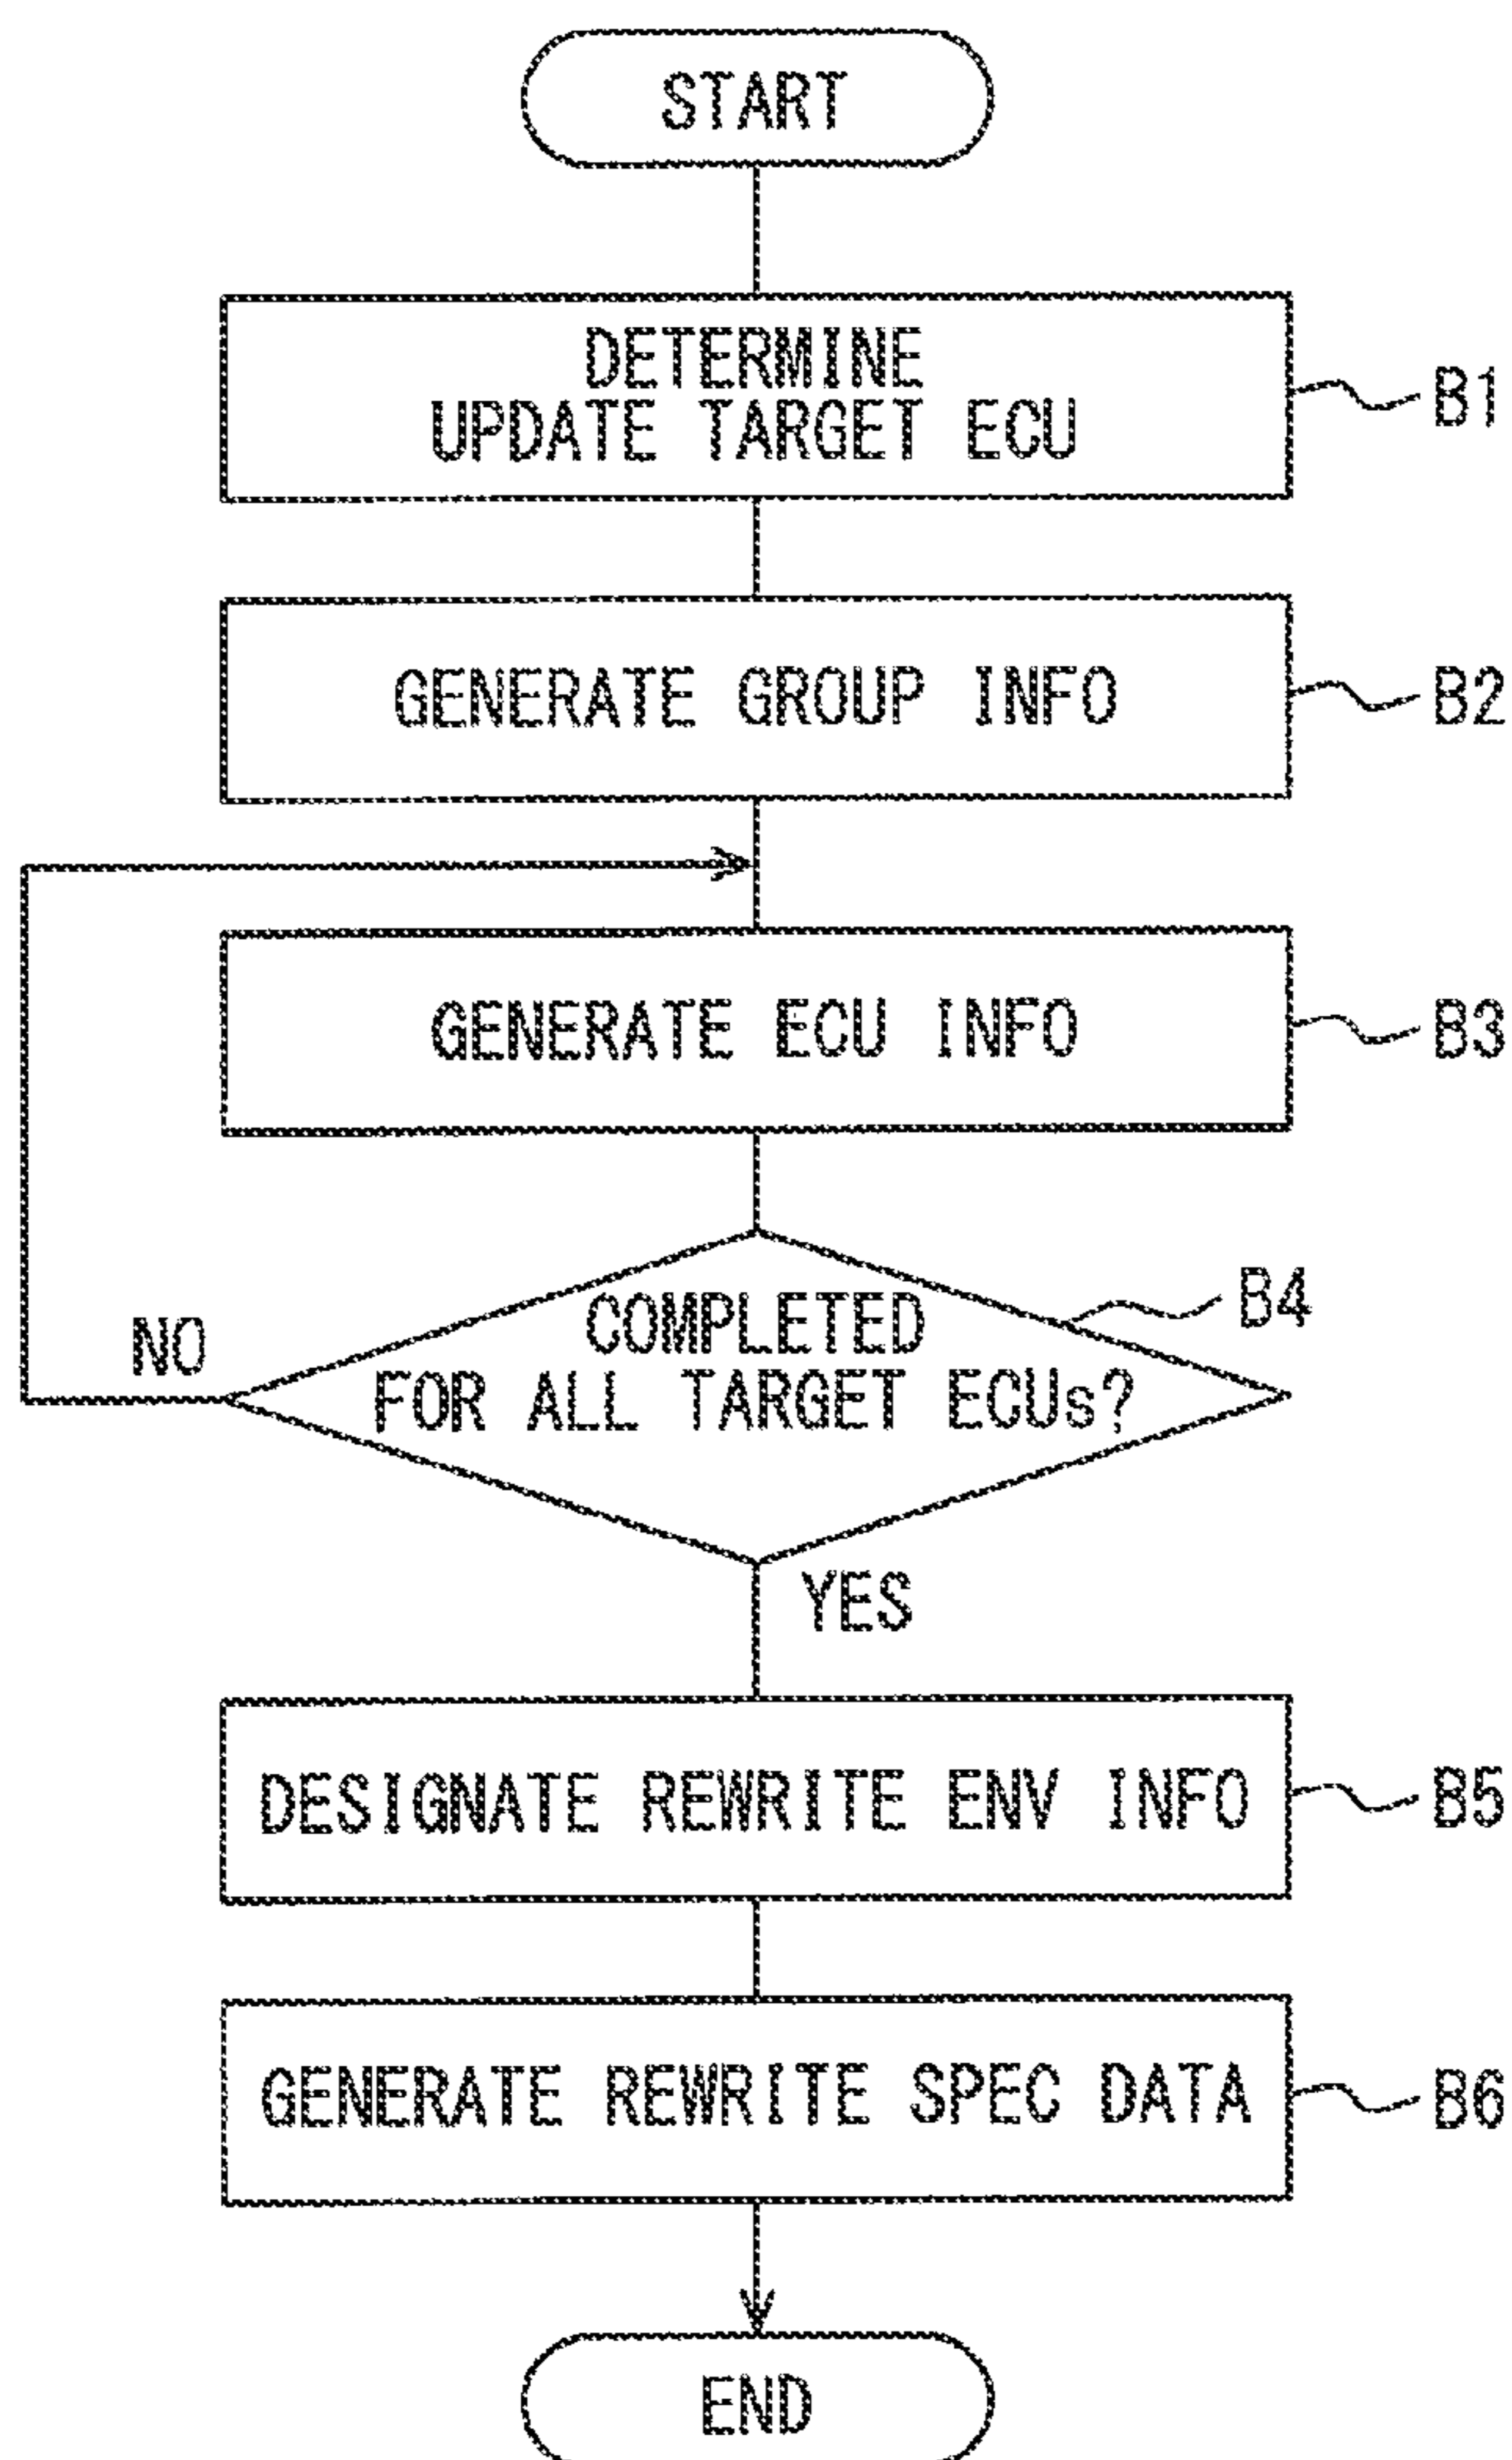 START
DETERMINE
UPDATE TARGET ECU
B1
GENERATE GROUP INFO
B2
GENERATE ECU INFO
B3
COMPLETED
FOR ALL TARGET ECUs?
B4
NO
YES
DESIGNATE REWRITE ENV INFO
B5
GENERATE REWRITE SPEC DATA
B6
END